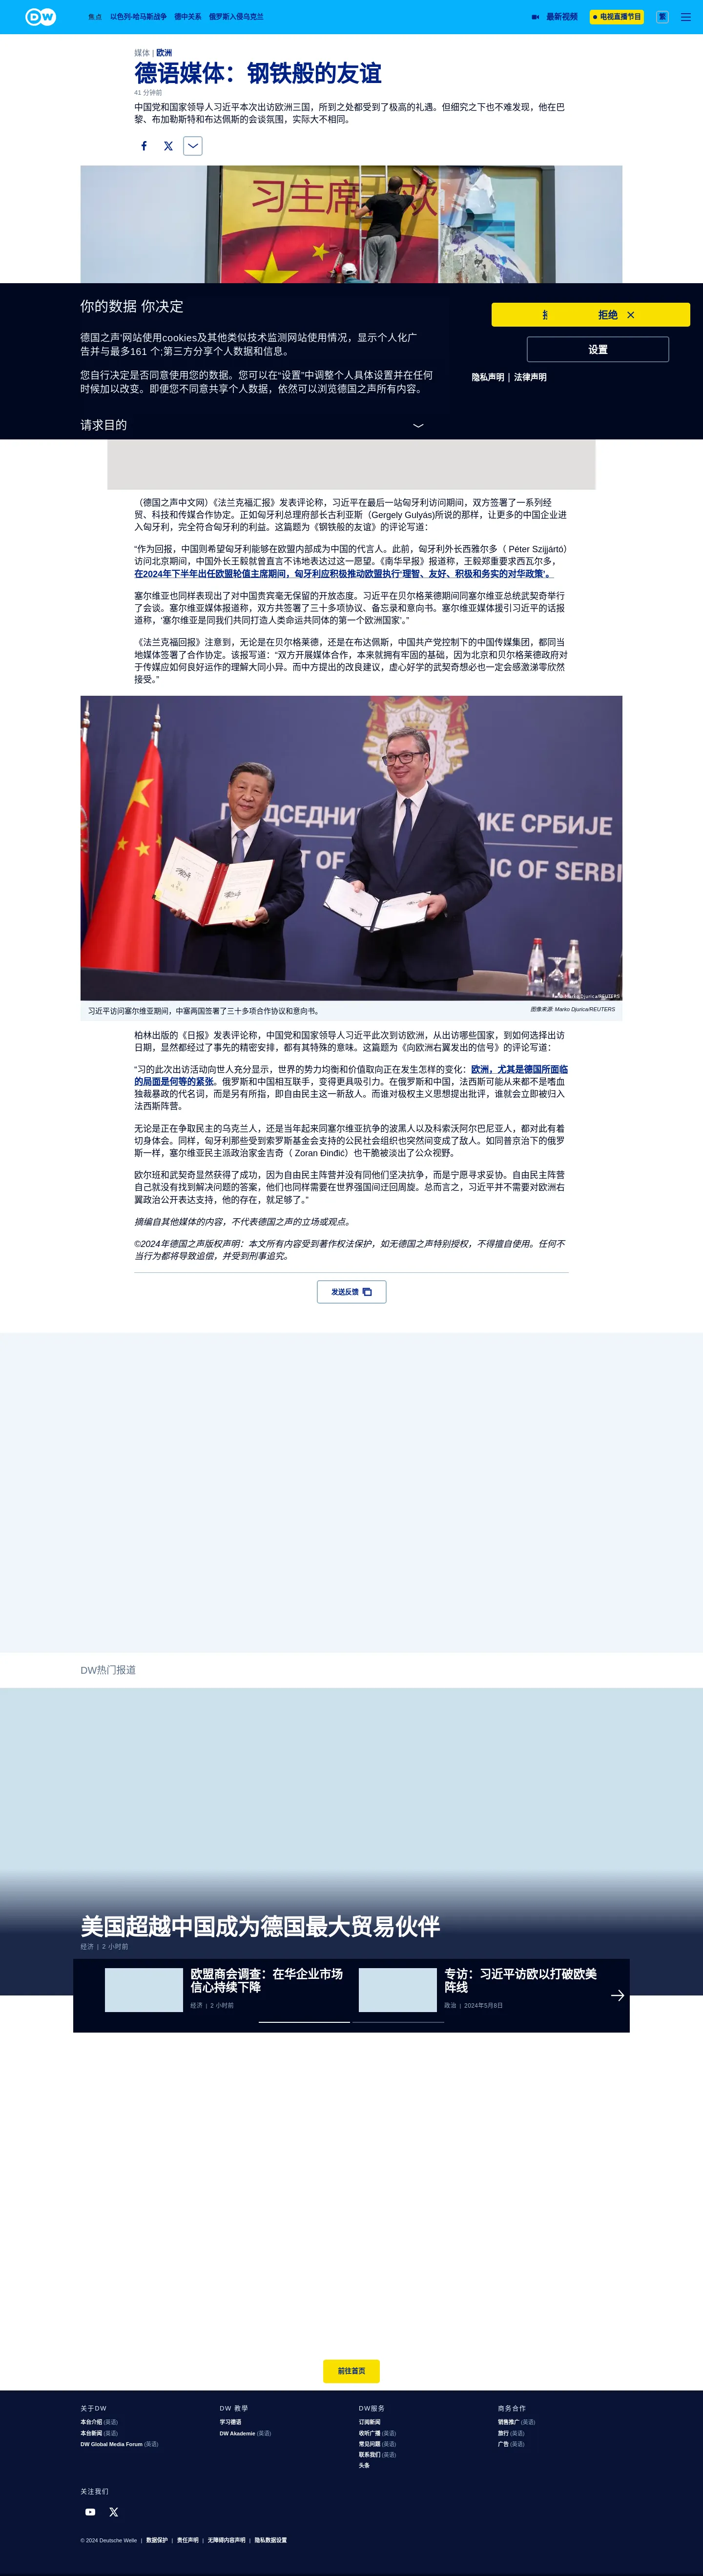 DW
焦点 以色列-哈马斯战争 德中关系 俄罗斯入侵乌克兰
最新视频
电视直播节目
繁
媒体 | 欧洲
德语媒体：钢铁般的友谊
41 分钟前
中国党和国家领导人习近平本次出访欧洲三国，所到之处都受到了极高的礼遇。但细究之下也不难发现，他在巴
黎、布加勒斯特和布达佩斯的会谈氛围，实际大不相同。
习主席 欢
你的数据 你决定
德国之声'网站使用cookies及其他类似技术监测网站使用情况，显示个人化广
告并与最多161 个;第三方分享个人数据和信息。
您自行决定是否同意使用您的数据。您可以在“设置”中调整个人具体设置并在任何
时候加以改变。即便您不同意共享个人数据，依然可以浏览德国之声所有内容。
请求目的
拒绝
设置
隐私声明 | 法律声明
（德国之声中文网）《法兰克福汇报》发表评论称，习近平在最后一站匈牙利访问期间，双方签署了一系列经
贸、科技和传媒合作协定。正如匈牙利总理府部长古利亚斯（Gergely Gulyás)所说的那样，让更多的中国企业进
入匈牙利，完全符合匈牙利的利益。这篇题为《钢铁般的友谊》的评论写道：
“作为回报，中国则希望匈牙利能够在欧盟内部成为中国的代言人。此前，匈牙利外长西雅尔多（ Péter Szijjártó）
访问北京期间，中国外长王毅就曾直言不讳地表达过这一愿望。《南华早报》报道称，王毅郑重要求西瓦尔多，
在2024年下半年出任欧盟轮值主席期间，匈牙利应积极推动欧盟执行‘理智、友好、积极和务实的对华政策’。
塞尔维亚也同样表现出了对中国贵宾毫无保留的开放态度。习近平在贝尔格莱德期间同塞尔维亚总统武契奇举行
了会谈。塞尔维亚媒体报道称，双方共签署了三十多项协议、备忘录和意向书。塞尔维亚媒体援引习近平的话报
道称，‘塞尔维亚是同我们共同打造人类命运共同体的第一个欧洲国家’。”
《法兰克福回报》注意到，无论是在贝尔格莱德，还是在布达佩斯，中国共产党控制下的中国传媒集团，都同当
地媒体签署了合作协定。该报写道：“双方开展媒体合作，本来就拥有牢固的基础，因为北京和贝尔格莱德政府对
于传媒应如何良好运作的理解大同小异。而中方提出的改良建议，虚心好学的武契奇想必也一定会感激涕零欣然
接受。”
习近平访问塞尔维亚期间，中塞两国签署了三十多项合作协议和意向书。
图像来源: Marko Djurica/REUTERS
柏林出版的《日报》发表评论称，中国党和国家领导人习近平此次到访欧洲，从出访哪些国家，到如何选择出访
日期，显然都经过了事先的精密安排，都有其特殊的意味。这篇题为《向欧洲右翼发出的信号》的评论写道：
“习的此次出访活动向世人充分显示，世界的势力均衡和价值取向正在发生怎样的变化：欧洲，尤其是德国所面临
的局面是何等的紧张。俄罗斯和中国相互联手，变得更具吸引力。在俄罗斯和中国，法西斯可能从来都不是嗜血
独裁暴政的代名词，而是另有所指，即自由民主这一新敌人。而谁对极权主义思想提出批评，谁就会立即被归入
法西斯阵营。
无论是正在争取民主的乌克兰人，还是当年起来同塞尔维亚抗争的波黑人以及科索沃阿尔巴尼亚人，都对此有着
切身体会。同样，匈牙利那些受到索罗斯基金会支持的公民社会组织也突然间变成了敌人。如同普京治下的俄罗
斯一样，塞尔维亚民主派政治家金吉奇（ Zoran Đinđić）也干脆被淡出了公众视野。
欧尔班和武契奇显然获得了成功，因为自由民主阵营并没有同他们坚决抗争，而是宁愿寻求妥协。自由民主阵营
自己就没有找到解决问题的答案，他们也同样需要在世界强国间迂回周旋。总而言之，习近平并不需要对欧洲右
翼政治公开表达支持，他的存在，就足够了。”
摘编自其他媒体的内容，不代表德国之声的立场或观点。
©2024年德国之声版权声明：本文所有内容受到著作权法保护，如无德国之声特别授权，不得擅自使用。任何不
当行为都将导致追偿，并受到刑事追究。
发送反馈
DW热门报道
美国超越中国成为德国最大贸易伙伴
经济 | 2 小时前
欧盟商会调查：在华企业市场
信心持续下降
经济 | 2 小时前
专访：习近平访欧以打破欧美
阵线
政治 | 2024年5月8日
前往首页
关于DW
本台介绍 (英语)
本台新闻 (英语)
DW Global Media Forum (英语)
DW 教學
学习德语
DW Akademie (英语)
DW服务
订阅新闻
收听广播 (英语)
常见问题 (英语)
联系我们 (英语)
头条
商务合作
销售推广 (英语)
旅行 (英语)
广告 (英语)
关注我们
© 2024 Deutsche Welle | 数据保护 | 责任声明 | 无障碍内容声明 | 隐私数据设置